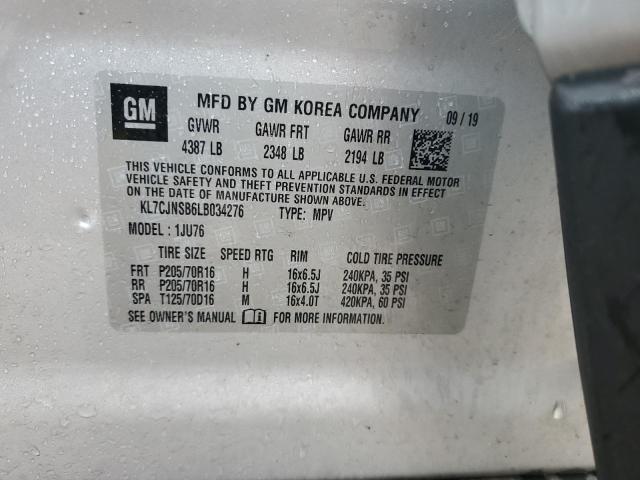 GM
MFD BY GM KOREA COMPANY 09 / 19
GVWR GAWR FRT GAWR RR
4387 LB 2348 LB 2194 LB
THIS VEHICLE CONFORMS TO ALL APPLICABLE U.S. FEDERAL MOTOR
VEHICLE SAFETY AND THEFT PREVENTION STANDARDS IN EFFECT
ON THE DATE OF MANUFACTURE SHOWN ABOVE.
KL7CJNSB6LB034276 TYPE: MPV
MODEL : 1JU76
TIRE SIZE SPEED RTG RIM COLD TIRE PRESSURE
FRT P205/70R16 H 16x6.5J 240KPA, 35 PSI
RR P205/70R16 H 16x6.5J 240KPA, 35 PSI
SPA T125/70D16 M 16x4.0T 420KPA, 60 PSI
SEE OWNER'S MANUAL FOR MORE INFORMATION.